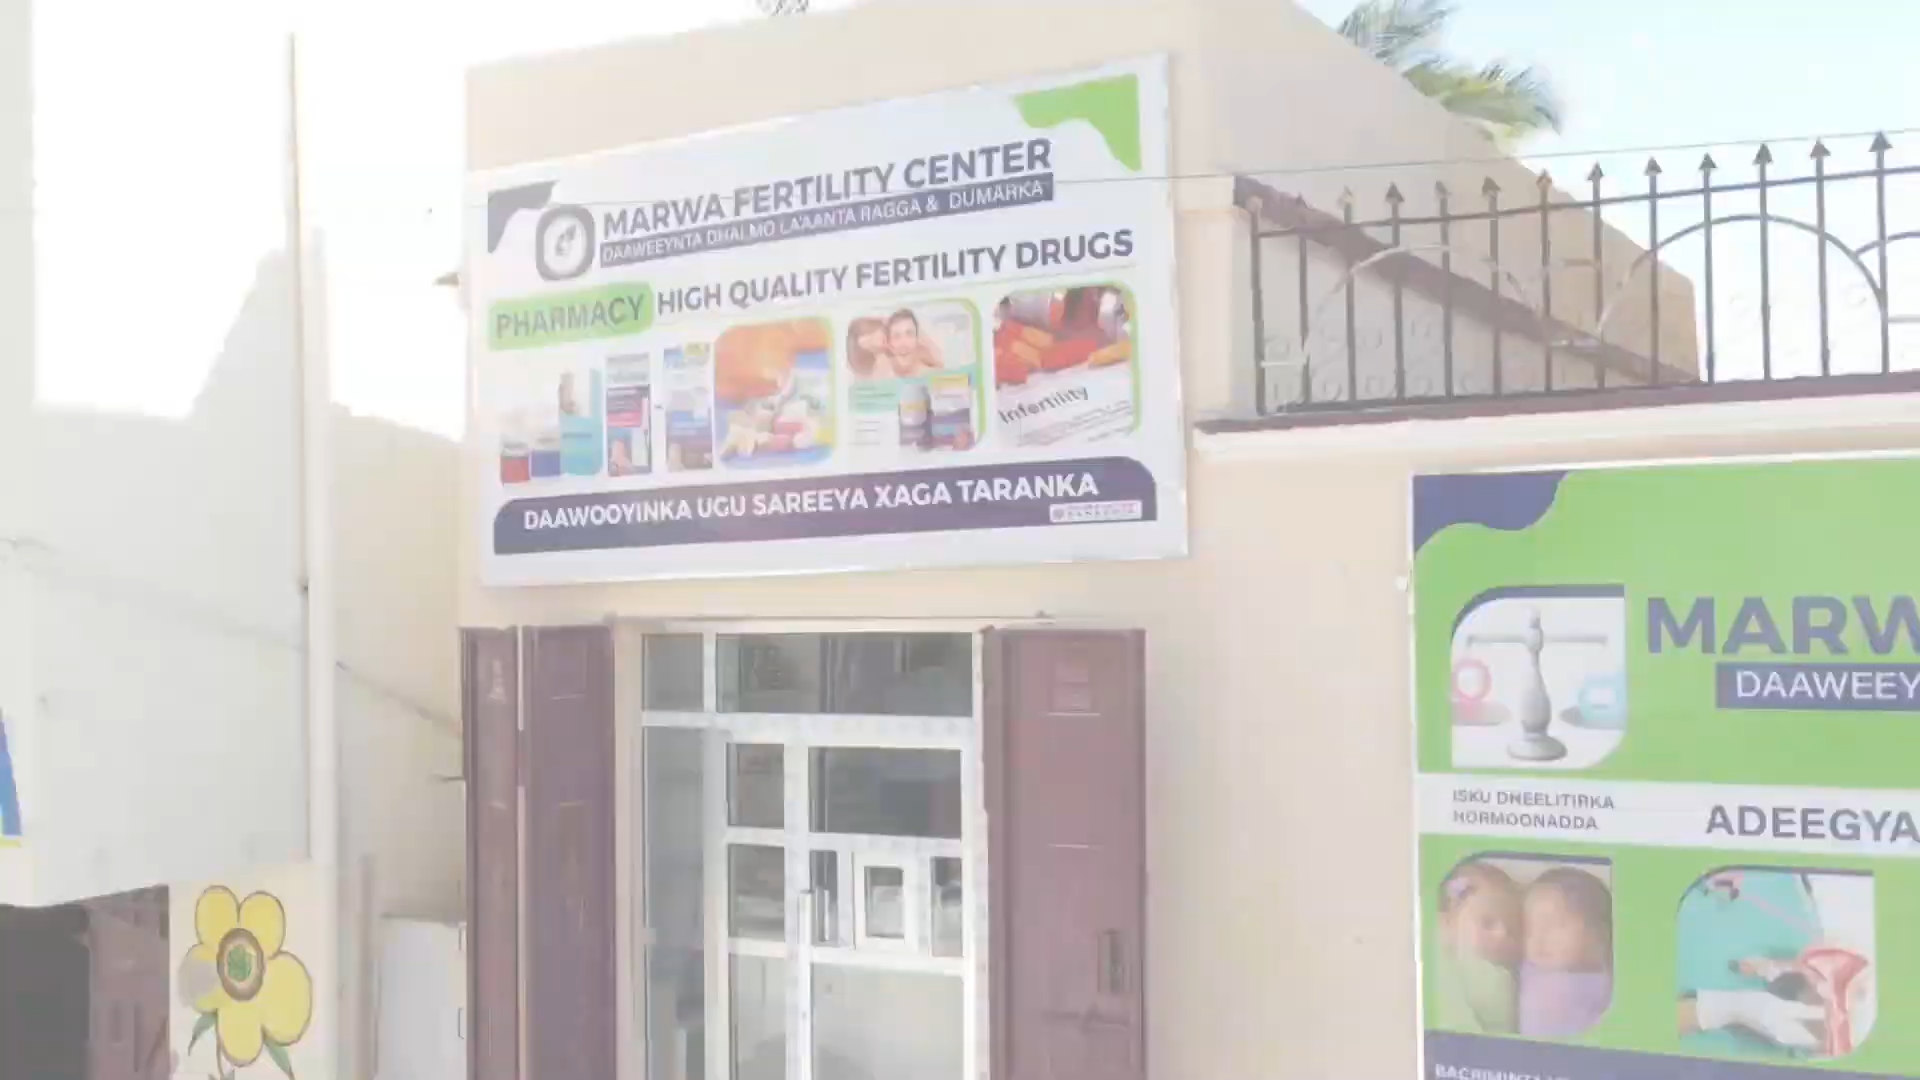 MARWA FERTILITY CENTER
DAAWEEYNTA DHALMO LA'AANTA RAGGA & DUMARKA
PHARMACY HIGH QUALITY FERTILITY DRUGS
Infertility
DAAWOOYINKA UGU SAREEYA XAGA TARANKA
MARW
DAAWEEY
ISKU DHEELITIRKA
HORMOONADDA
ADEEGYA